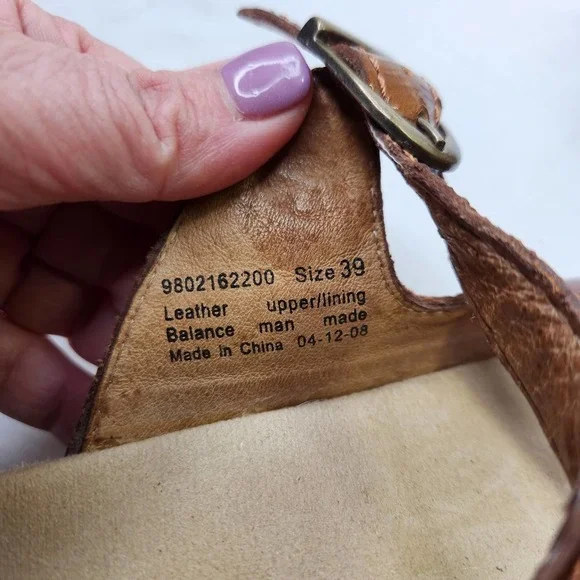 9802162200 Size 39
Leather upper/lining
Balance man made
Made In China 04-12-08